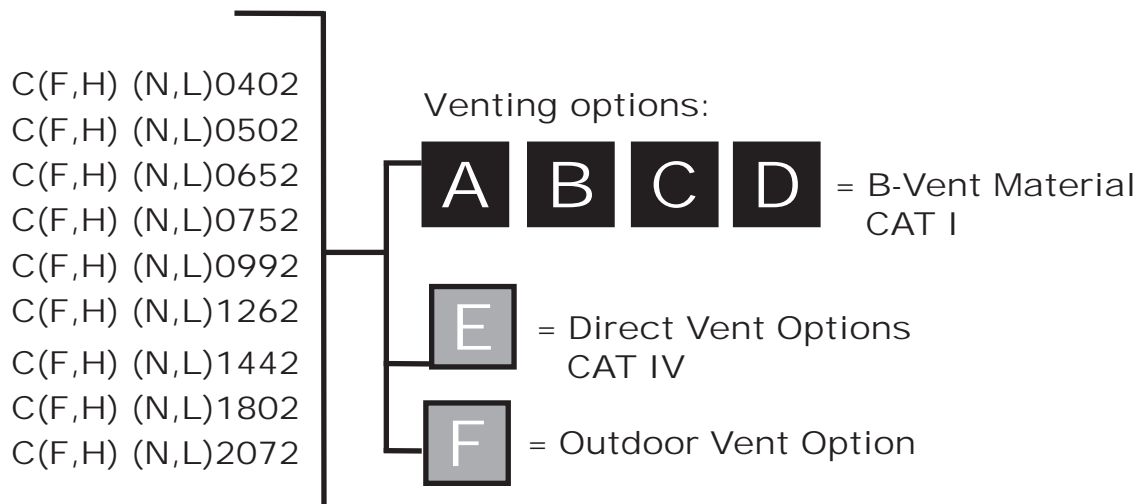 C(F,H) (N,L)0402
C(F,H) (N,L)0502
C(F,H) (N,L)0652
C(F,H) (N,L)0752
C(F,H) (N,L)0992
C(F,H) (N,L)1262
C(F,H) (N,L)1442
C(F,H) (N,L)1802
C(F,H) (N,L)2072
Venting options:
A B C D = B-Vent Material
CAT I
E = Direct Vent Options
CAT IV
F = Outdoor Vent Option